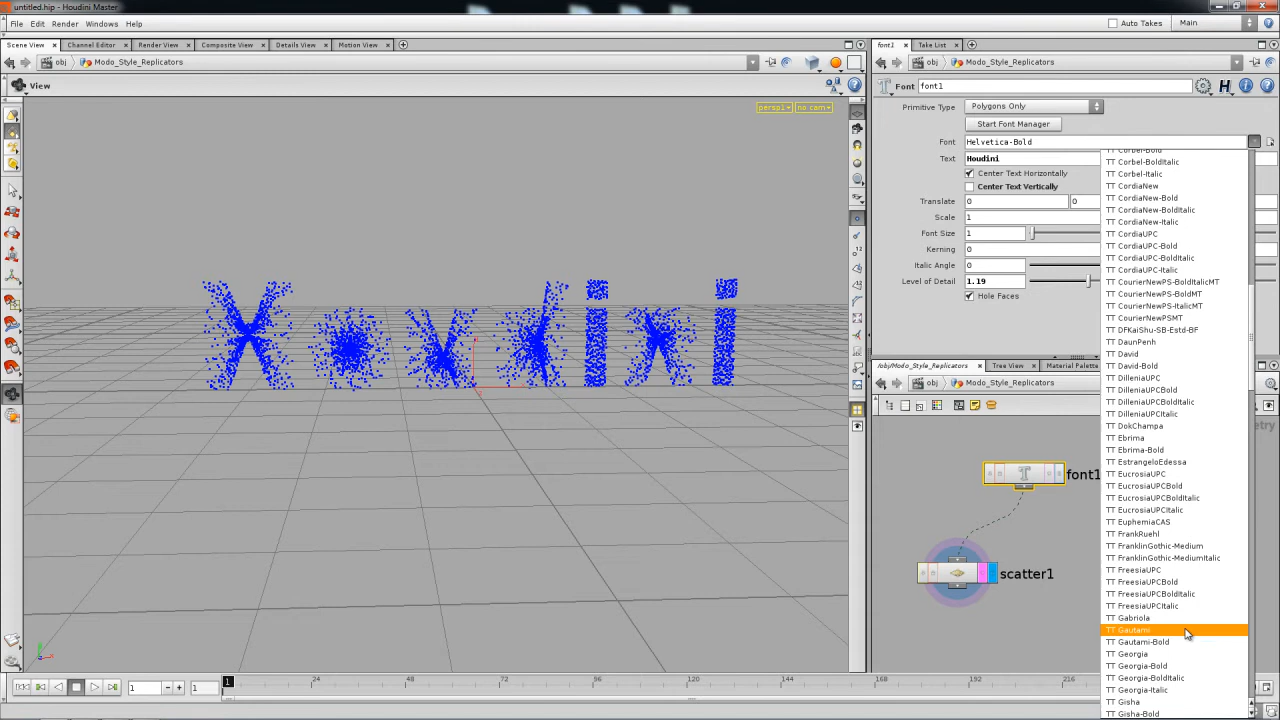 untitled.hip - Houdini Master
File Edit Render Windows Help
Auto Takes Main
Scene View Channel Editor Render View Composite View Details View Motion View
font1 Take List
obj Modo_Style_Replicators
obj Modo_Style_Replicators
View
Font font1
persp1 no cam
Primitive Type Polygons Only
Start Font Manager
Font Helvetica-Bold
Text Houdini
Center Text Horizontally
Center Text Vertically
Translate 0 0
Scale 1
Font Size 1
Kerning 0
Italic Angle 0
Level of Detail 1.19
Hole Faces
Corbel-Bold
TT Corbel-BoldItalic
TT Corbel-Italic
TT CordiaNew
TT CordiaNew-Bold
TT CordiaNew-BoldItalic
TT CordiaNew-Italic
TT CordiaUPC
TT CordiaUPC-Bold
TT CordiaUPC-BoldItalic
TT CordiaUPC-Italic
TT CourierNewPS-BoldItalicMT
TT CourierNewPS-BoldMT
TT CourierNewPS-ItalicMT
TT CourierNewPSMT
TT DFKaiShu-SB-Estd-BF
TT DaunPenh
TT David
TT David-Bold
TT DilleniaUPC
TT DilleniaUPCBold
TT DilleniaUPCBoldItalic
TT DilleniaUPCItalic
TT DokChampa
TT Ebrima
TT Ebrima-Bold
TT EstrangeloEdessa
TT EucrosiaUPC
TT EucrosiaUPCBold
TT EucrosiaUPCBoldItalic
TT EucrosiaUPCItalic
TT EuphemiaCAS
TT FrankRuehl
TT FranklinGothic-Medium
TT FranklinGothic-MediumItalic
TT FreesiaUPC
TT FreesiaUPCBold
TT FreesiaUPCBoldItalic
TT FreesiaUPCItalic
TT Gabriola
TT Gautami
TT Gautami-Bold
TT Georgia
TT Georgia-Bold
TT Georgia-BoldItalic
TT Georgia-Italic
TT Gisha
TT Gisha-Bold
/obj/Modo_Style_Replicators Tree View Material Palette
obj Modo_Style_Replicators
font1
scatter1
Houdini
1 1 1 24 48 72 96 120 144 168 192 216